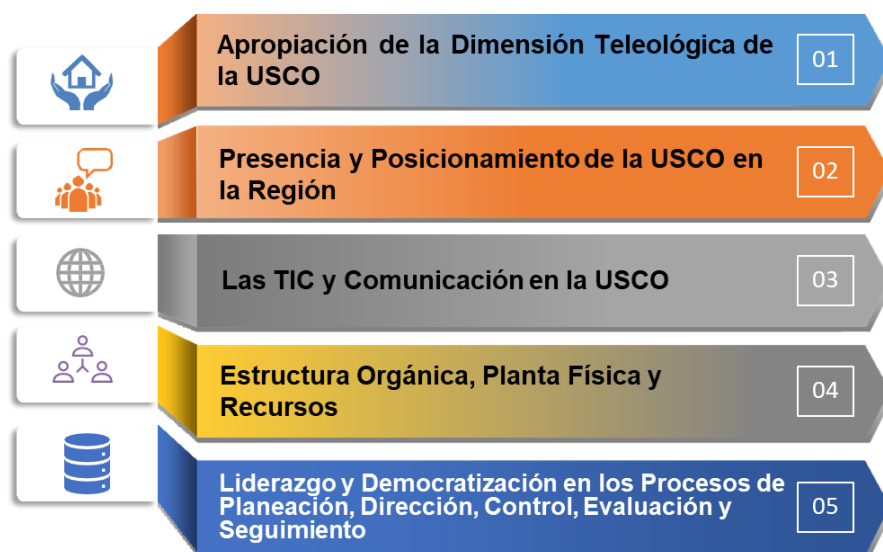 Apropiación de la Dimensión Teleológica de
la USCO
01
Presencia y Posicionamiento de la USCO en
la Región
02
Las TIC y Comunicación en la USCO
03
Estructura Orgánica, Planta Física y
Recursos
04
Liderazgo y Democratización en los Procesos de
Planeación, Dirección, Control, Evaluación y
Seguimiento
05